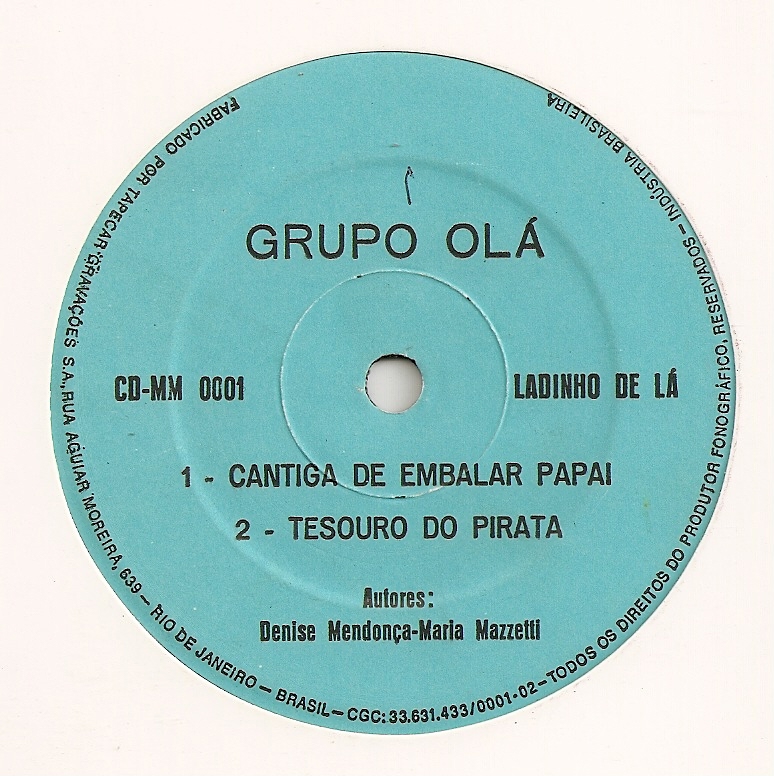 GRUPO OLÁ
CD-MM 0001
LADINHO DE LÁ
1 - CANTIGA DE EMBALAR PAPAI
2 - TESOURO DO PIRATA
Autores:
Denise Mendonça-Maria Mazzetti
FABRICADO POR TAPECAR GRAVAÇÕES S.A., RUA AGUIAR MOREIRA, 639 — RIO DE JANEIRO — BRASIL — CGC: 33.631.433/0001-02 — TODOS OS DIREITOS DO PRODUTOR FONOGRÁFICO, RESERVADOS — INDÚSTRIA BRASILEIRA